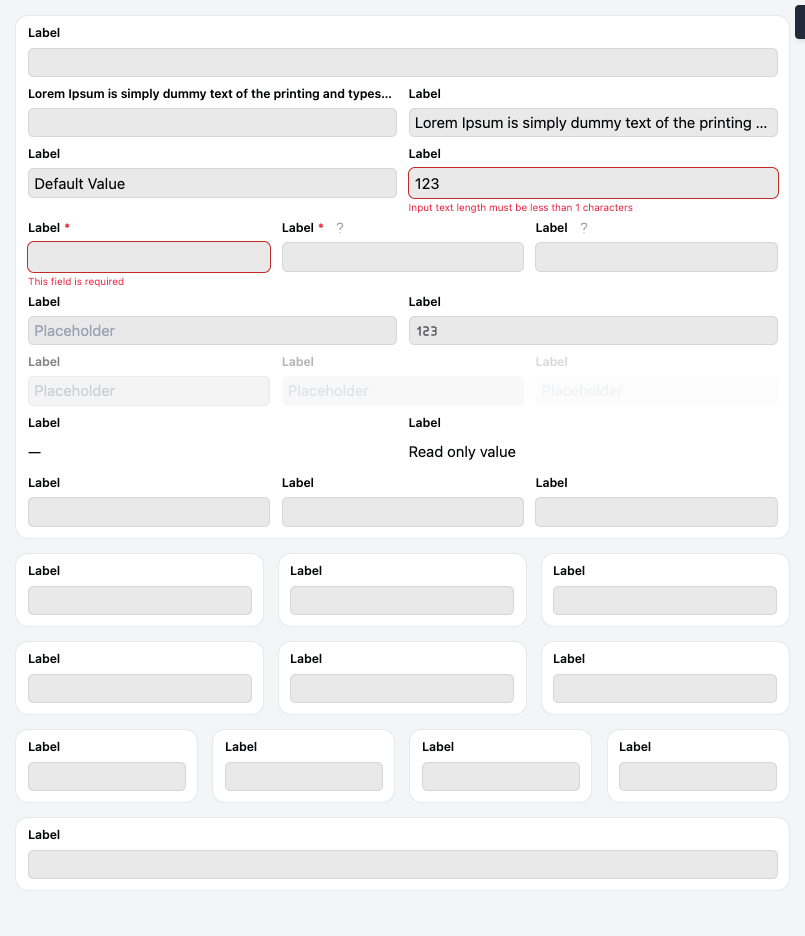 Label
Lorem Ipsum is simply dummy text of the printing and types... Label
Lorem Ipsum is simply dummy text of the printing ...
Label Label
Default Value 123
Input text length must be less than 1 characters
Label * Label * ? Label ?
This field is required
Label Label
Placeholder 123
Label Label Label
Placeholder Placeholder Placeholder
Label Label
— Read only value
Label Label Label
Label Label Label
Label Label Label
Label Label Label Label
Label